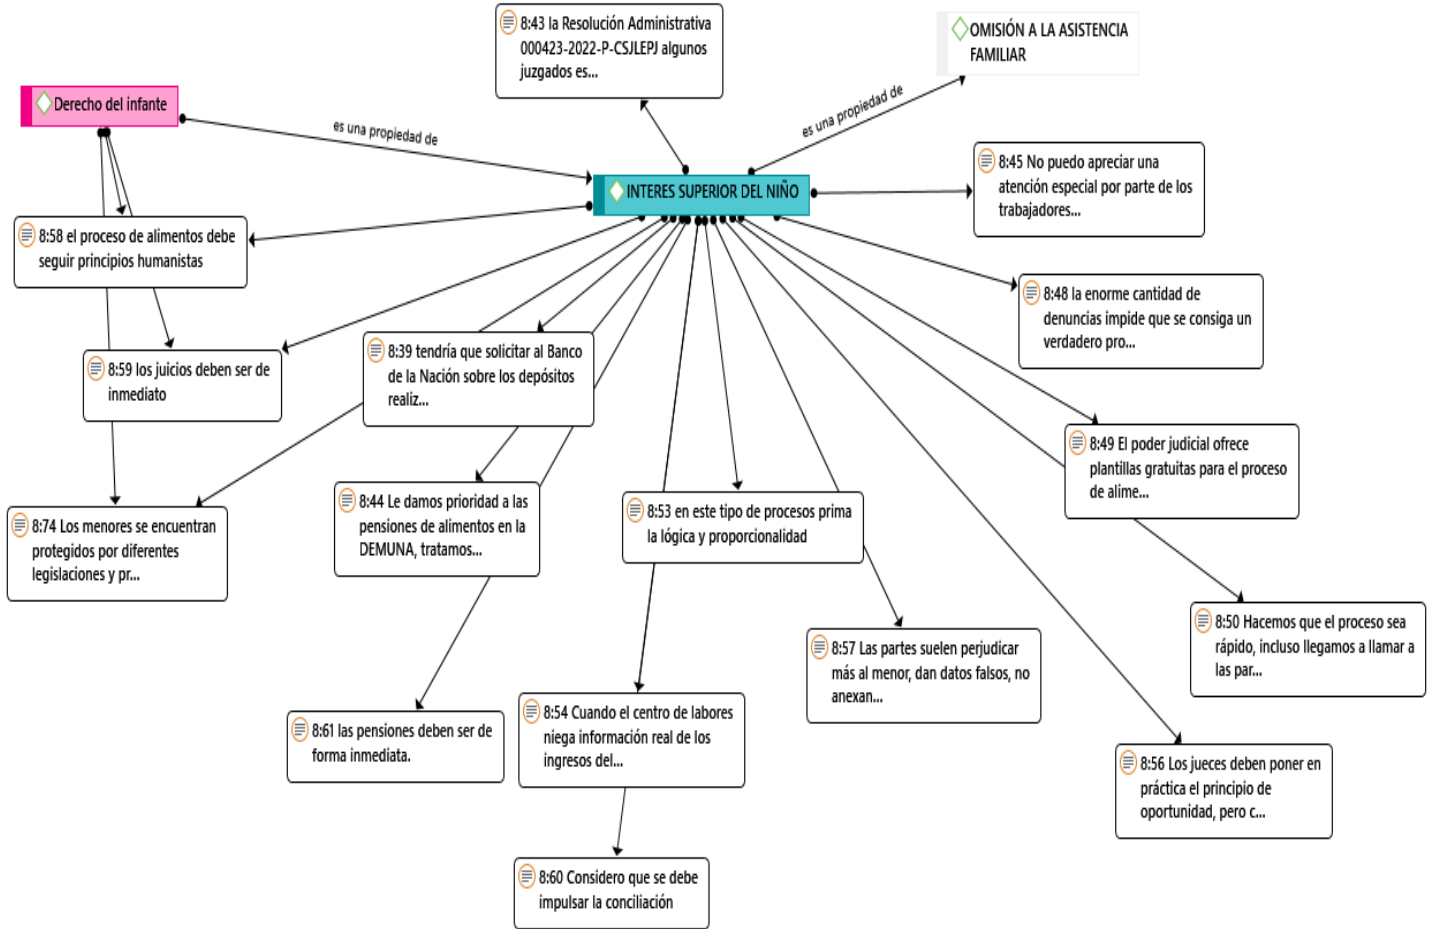 8:43 la Resolución Administrativa
000423-2022-P-CSJLEPJ algunos
juzgados es...
OMISIÓN A LA ASISTENCIA
FAMILIAR
Derecho del infante
es una propiedad de
es una propiedad de
INTERES SUPERIOR DEL NIÑO
8:45 No puedo apreciar una
atención especial por parte de los
trabajadores...
8:58 el proceso de alimentos debe
seguir principios humanistas
8:48 la enorme cantidad de
denuncias impide que se consiga un
verdadero pro...
8:59 los juicios deben ser de
inmediato
8:39 tendría que solicitar al Banco
de la Nación sobre los depósitos
realiz...
8:49 El poder judicial ofrece
plantillas gratuitas para el proceso
de alime...
8:74 Los menores se encuentran
protegidos por diferentes
legislaciones y pr...
8:44 Le damos prioridad a las
pensiones de alimentos en la
DEMUNA, tratamos...
8:53 en este tipo de procesos prima
la lógica y proporcionalidad
8:50 Hacemos que el proceso sea
rápido, incluso llegamos a llamar a
las par...
8:57 Las partes suelen perjudicar
más al menor, dan datos falsos, no
anexan...
8:61 las pensiones deben ser de
forma inmediata.
8:54 Cuando el centro de labores
niega información real de los
ingresos del...
8:56 Los jueces deben poner en
práctica el principio de
oportunidad, pero c...
8:60 Considero que se debe
impulsar la conciliación